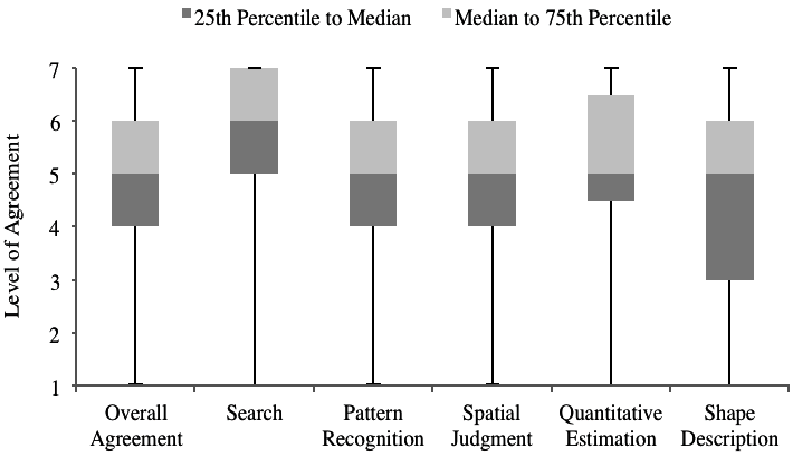 25th Percentile to Median
Median to 75th Percentile
Level of Agreement
7
6
5
4
3
2
1
Overall Agreement
Search
Pattern Recognition
Spatial Judgment
Quantitative Estimation
Shape Description